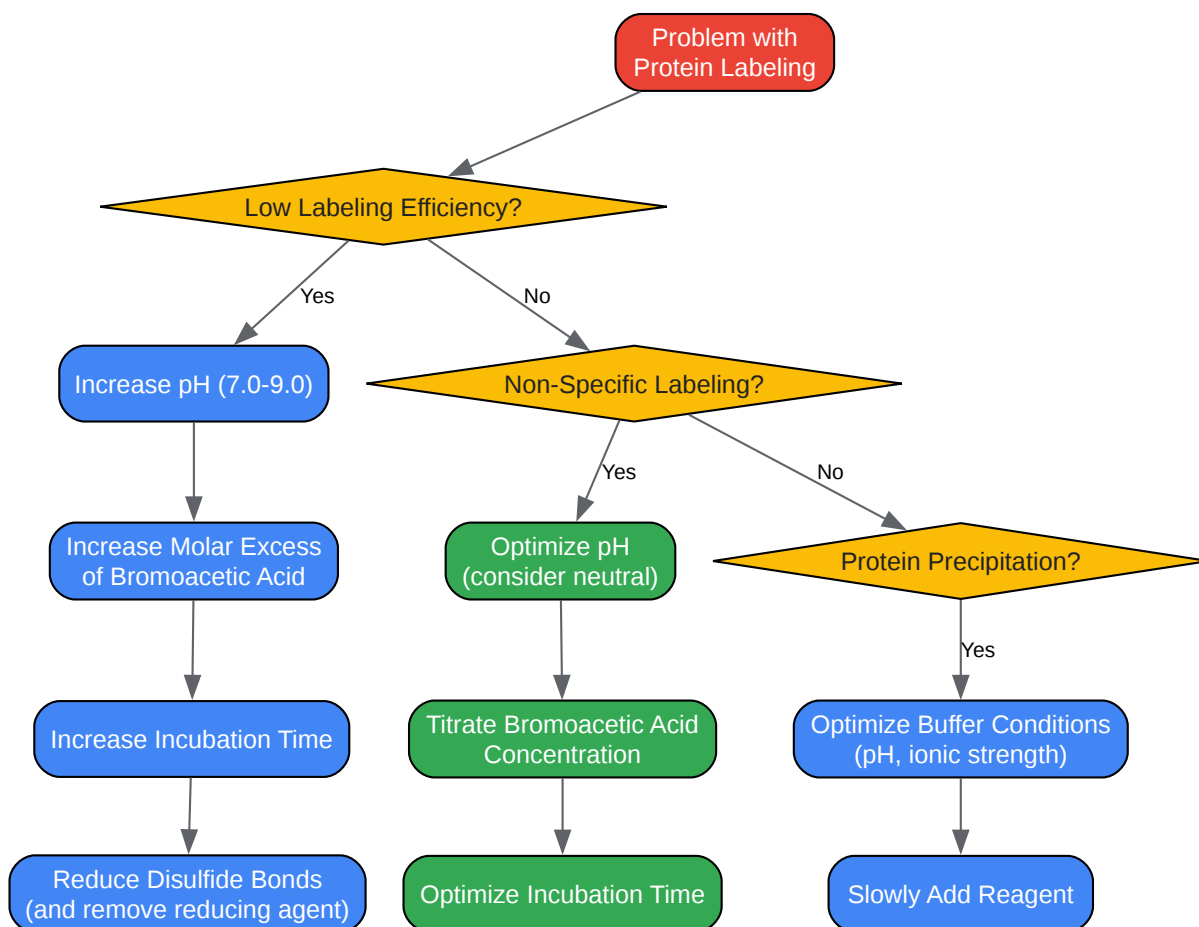 Problem with
Protein Labeling
Low Labeling Efficiency?
Yes
No
Increase pH (7.0-9.0)
Non-Specific Labeling?
Yes
No
Increase Molar Excess
of Bromoacetic Acid
Optimize pH
(consider neutral)
Protein Precipitation?
Yes
Increase Incubation Time
Titrate Bromoacetic Acid
Concentration
Optimize Buffer Conditions
(pH, ionic strength)
Reduce Disulfide Bonds
(and remove reducing agent)
Optimize Incubation Time
Slowly Add Reagent